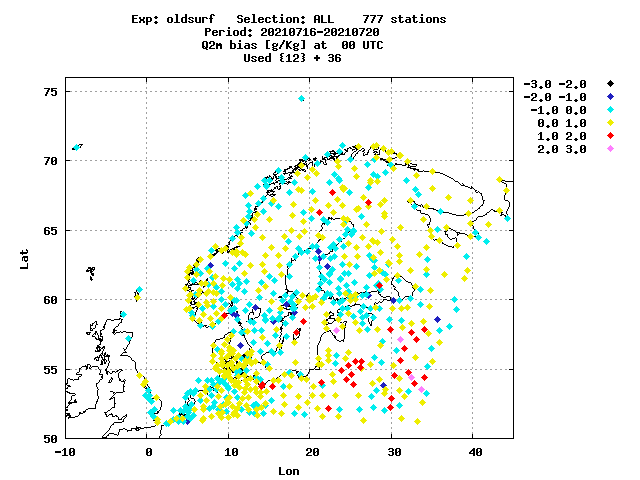 Exp: oldsurf   Selection: ALL    777 stations
Period: 20210716-20210720
Q2m bias [g/Kg] at  00 UTC
Used {12} + 36
-3.0 -2.0
-2.0 -1.0
-1.0 0.0
0.0 1.0
1.0 2.0
2.0 3.0
75
70
65
60
55
50
Lat
-10 0 10 20 30 40
Lon